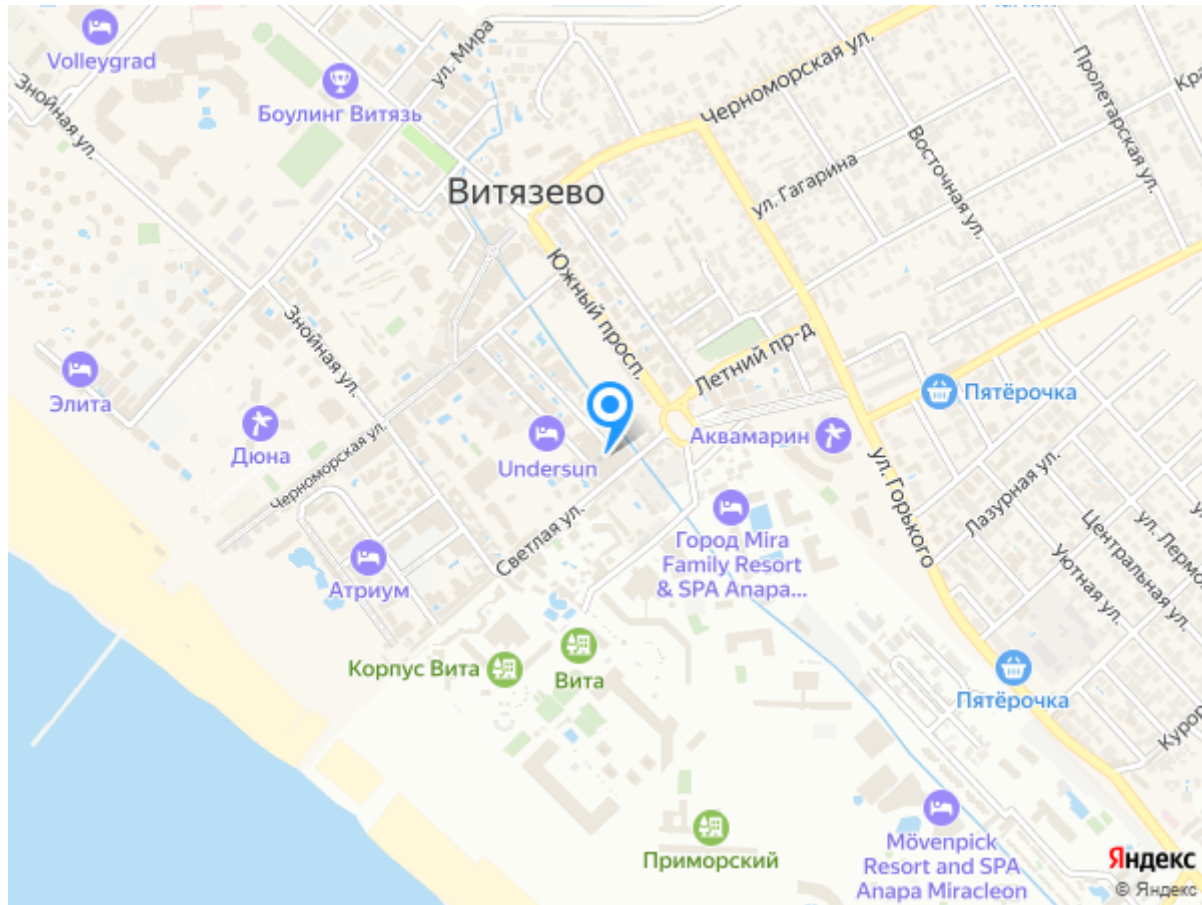 Volleygrad
ул. Мира
Боулинг Витязь
Знойная ул.
Черноморская ул.
Пролетарская ул.
ул. Гагарина
Восточная ул.
Витязево
Южный просп.
Знойная ул.
Летний пр-д
Элита
Дюна
Undersun
Аквамарин
Пятёрочка
Черноморская ул.
ул. Горького
Лазурная ул.
Светлая ул.
Атриум
Город Mira
Family Resort
& SPA Anapa...
Уютная ул.
Центральная ул.
Корпус Вита
Вита
Пятёрочка
Приморский
Mövenpick
Resort and SPA
Anapa Miracleon
Яндекс
© Яндекс